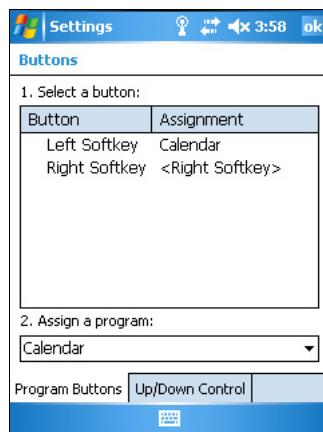 Settings 3:58 ok
Buttons
1. Select a button:
Button Assignment
Left Softkey Calendar
Right Softkey <Right Softkey>
2. Assign a program:
Calendar
Program Buttons Up/Down Control